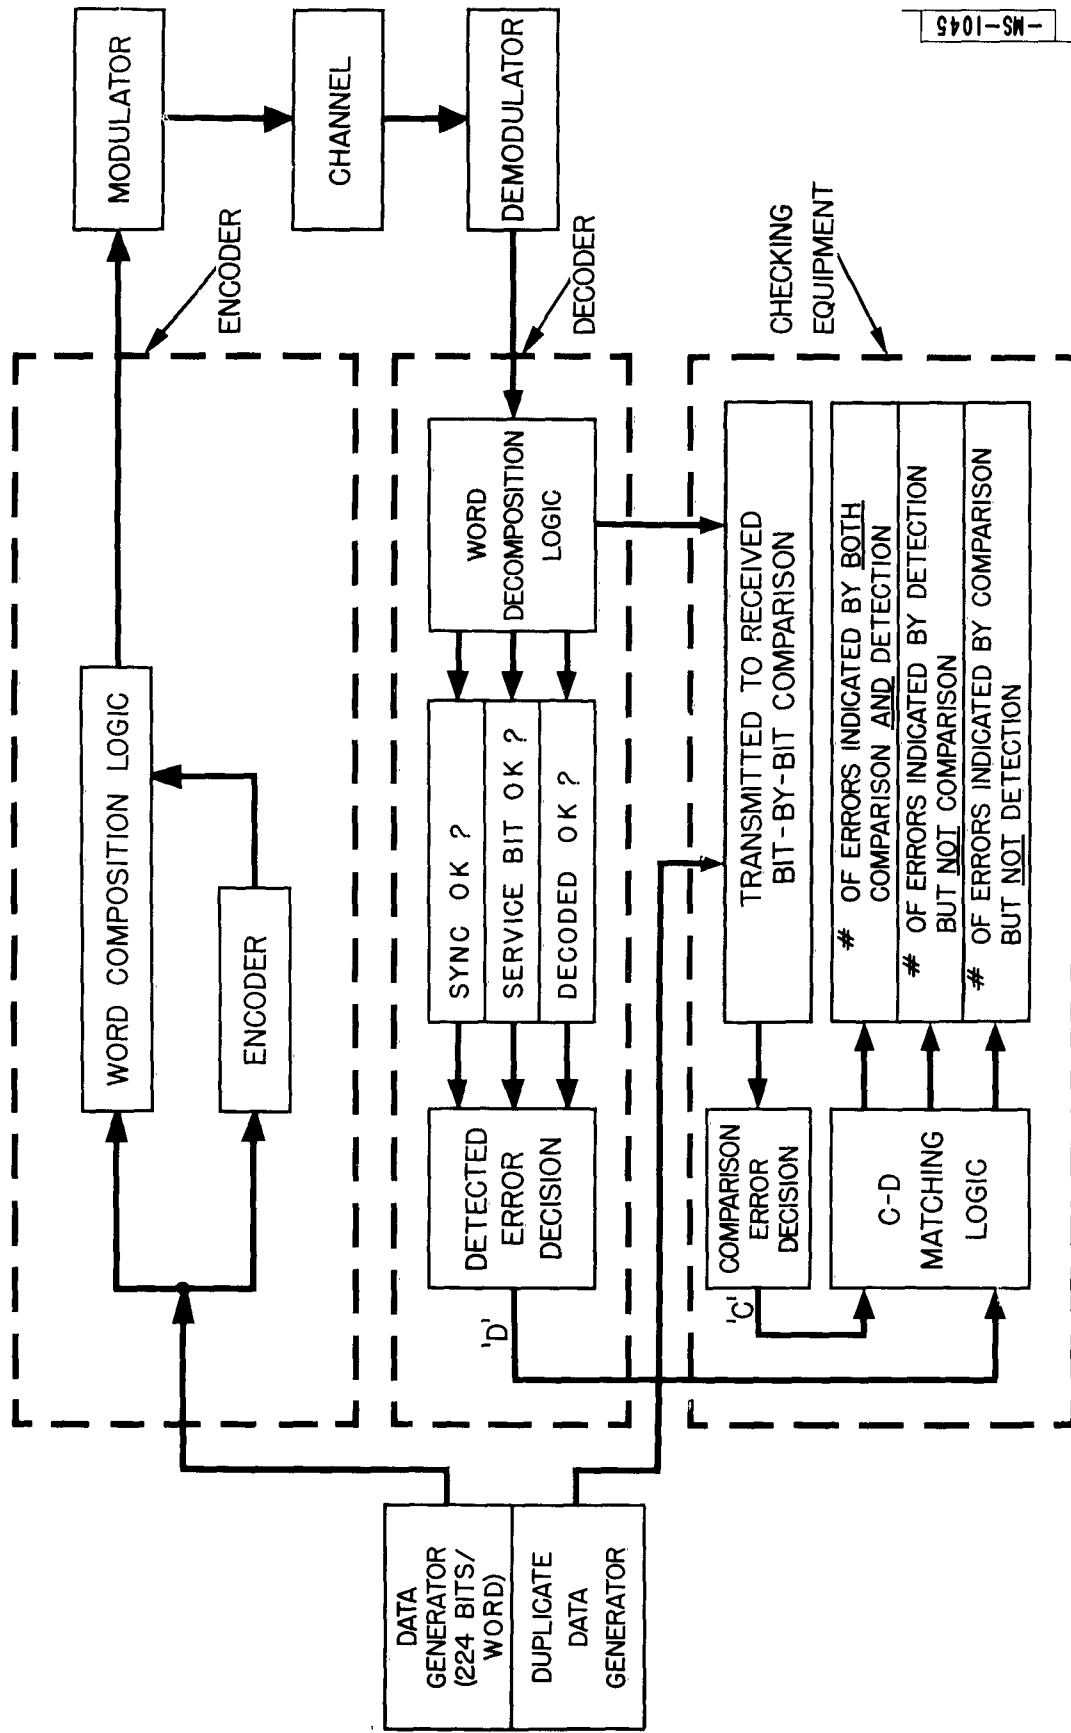 DATA
GENERATOR
(224 BITS/
WORD)
DUPLICATE
DATA
GENERATOR
WORD COMPOSITION LOGIC
ENCODER
ENCODER
MODULATOR
CHANNEL
DEMODULATOR
DECODER
WORD
DECOMPOSITION
LOGIC
SYNC OK ?
SERVICE BIT OK ?
DECODED OK ?
DETECTED
ERROR
DECISION
'D'
CHECKING
EQUIPMENT
TRANSMITTED TO RECEIVED
BIT-BY-BIT COMPARISON
COMPARISON
ERROR
DECISION
'C'
C-D
MATCHING
LOGIC
# OF ERRORS INDICATED BY BOTH
COMPARISON AND DETECTION
# OF ERRORS INDICATED BY DETECTION
BUT NOT COMPARISON
# OF ERRORS INDICATED BY COMPARISON
BUT NOT DETECTION
-MS-1045